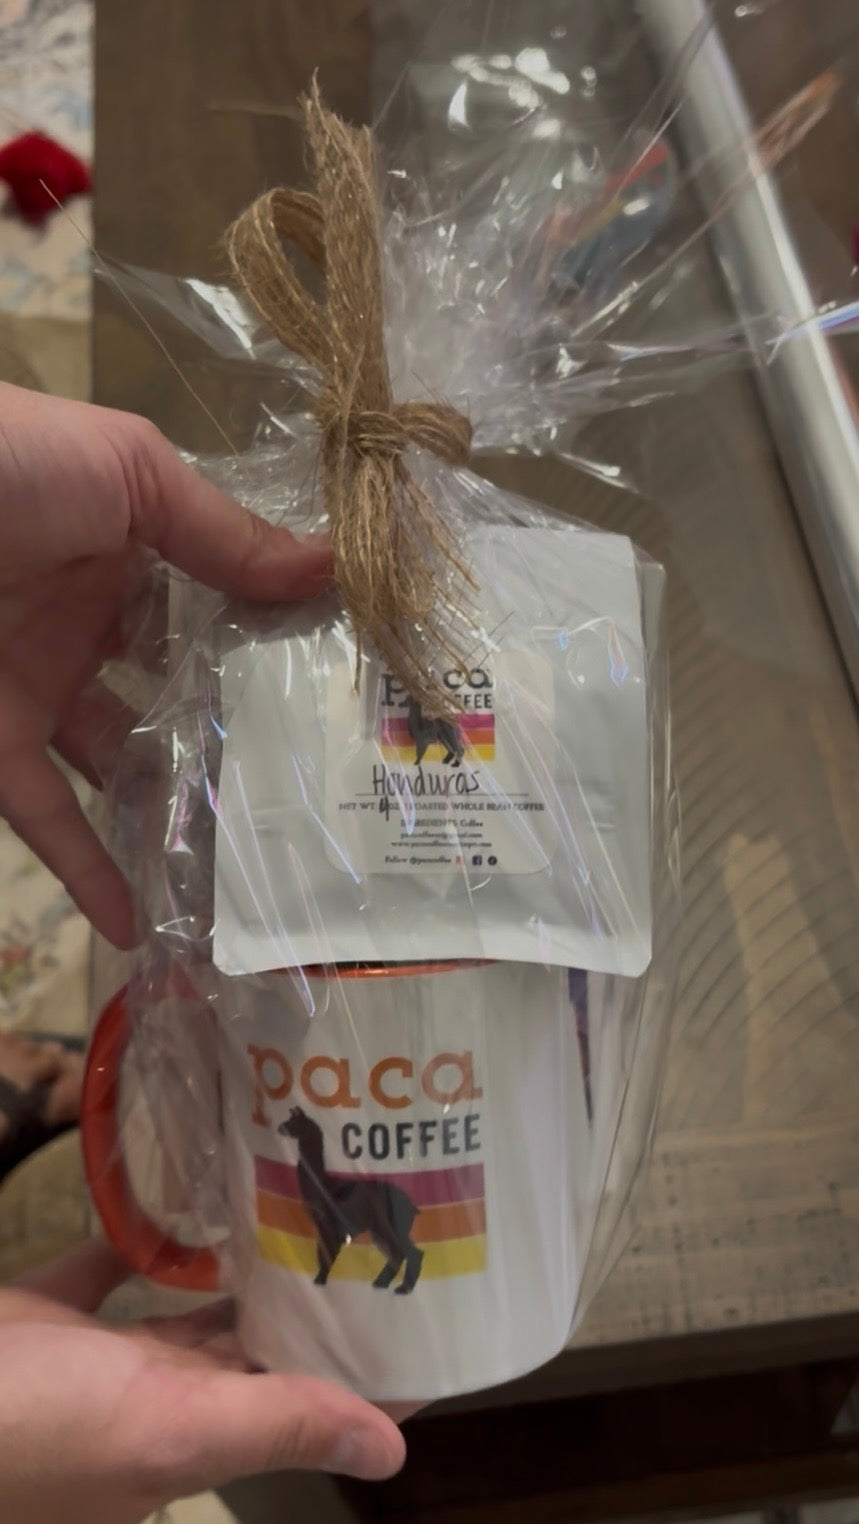 paca
COFFEE
Honduras
NET WT 4OZ ROASTED WHOLE BEAN COFFEE
INGREDIENTS: Coffee
Follow @pacacoffee
paca
COFFEE